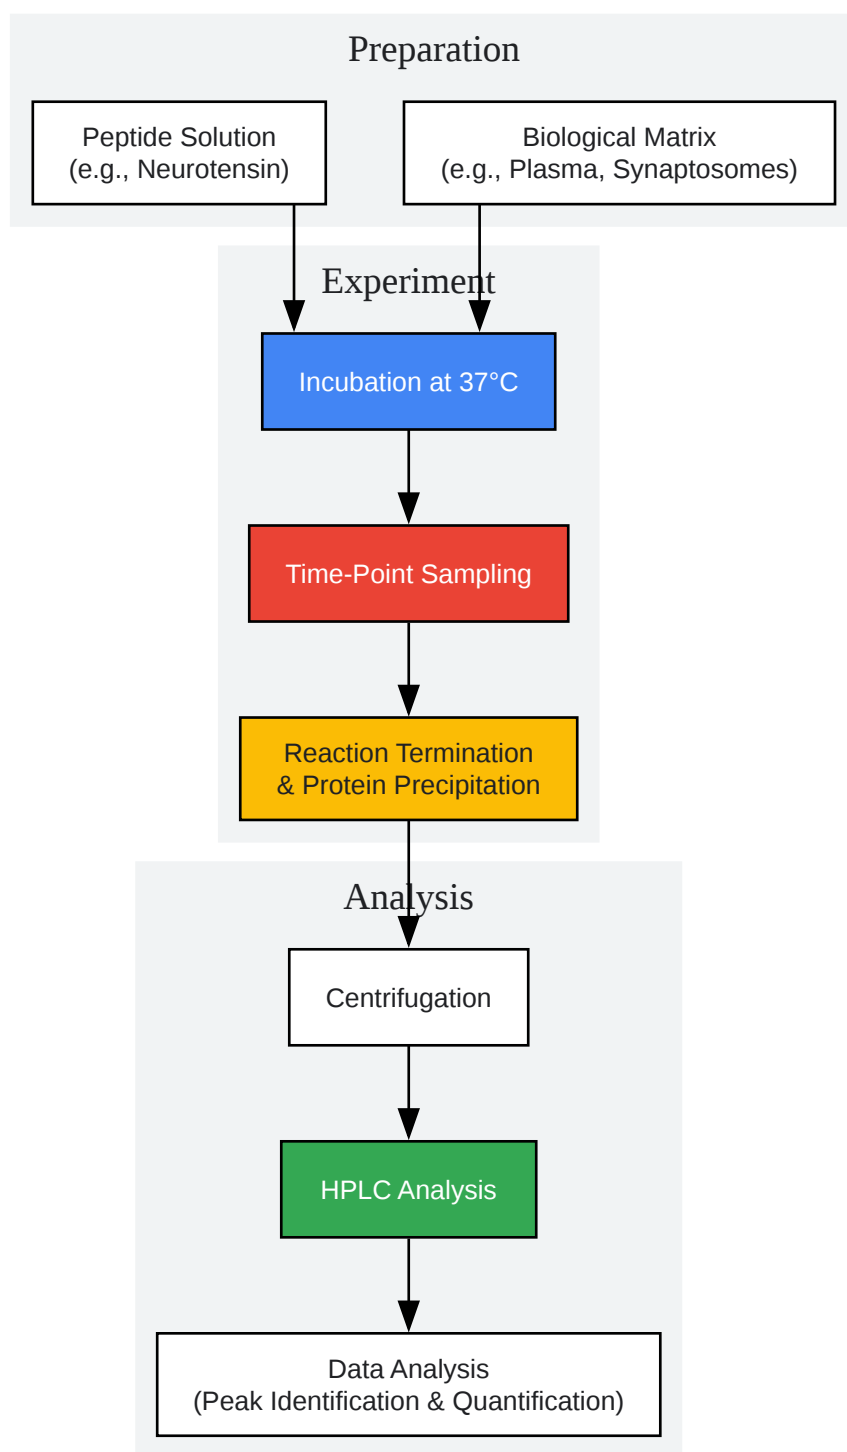 Preparation
Peptide Solution
(e.g., Neurotensin)
Biological Matrix
(e.g., Plasma, Synaptosomes)
Experiment
Incubation at 37°C
Time-Point Sampling
Reaction Termination
& Protein Precipitation
Analysis
Centrifugation
HPLC Analysis
Data Analysis
(Peak Identification & Quantification)